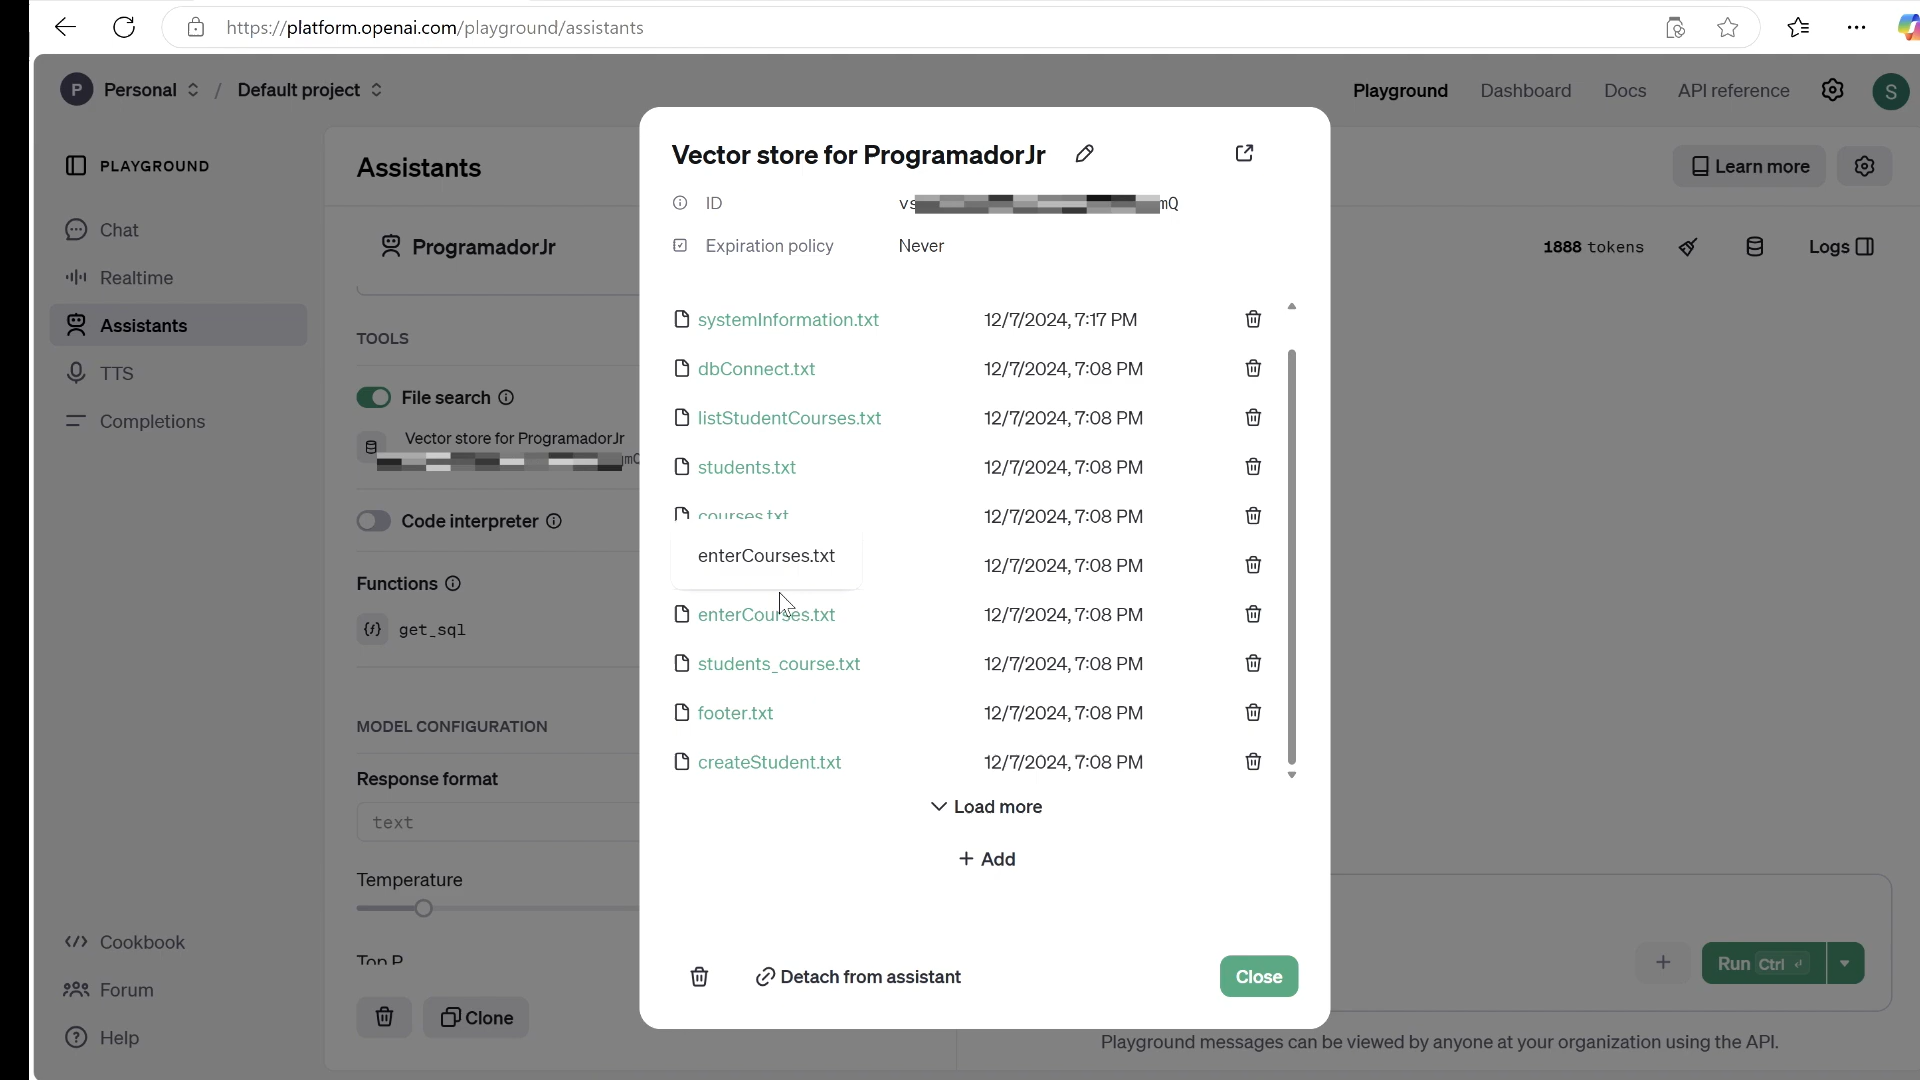 https://platform.openai.com/playground/assistants
P Personal / Default project
Playground Dashboard Docs API reference S
PLAYGROUND
Chat
Realtime
Assistants
TTS
Completions
Cookbook
Forum
Help
Assistants
Learn more
ProgramadorJr
1888 tokens
Logs
TOOLS
File search
Vector store for ProgramadorJr
Code interpreter
Functions
get_sql
MODEL CONFIGURATION
Response format
text
Temperature
Top P
Clone
Vector store for ProgramadorJr
ID vs mQ
Expiration policy Never
systemInformation.txt 12/7/2024, 7:17 PM
dbConnect.txt 12/7/2024, 7:08 PM
listStudentCourses.txt 12/7/2024, 7:08 PM
students.txt 12/7/2024, 7:08 PM
courses.txt 12/7/2024, 7:08 PM
enterCourses.txt
12/7/2024, 7:08 PM
enterCourses.txt 12/7/2024, 7:08 PM
students_course.txt 12/7/2024, 7:08 PM
footer.txt 12/7/2024, 7:08 PM
createStudent.txt 12/7/2024, 7:08 PM
Load more
+ Add
Detach from assistant
Close
Run Ctrl
Playground messages can be viewed by anyone at your organization using the API.